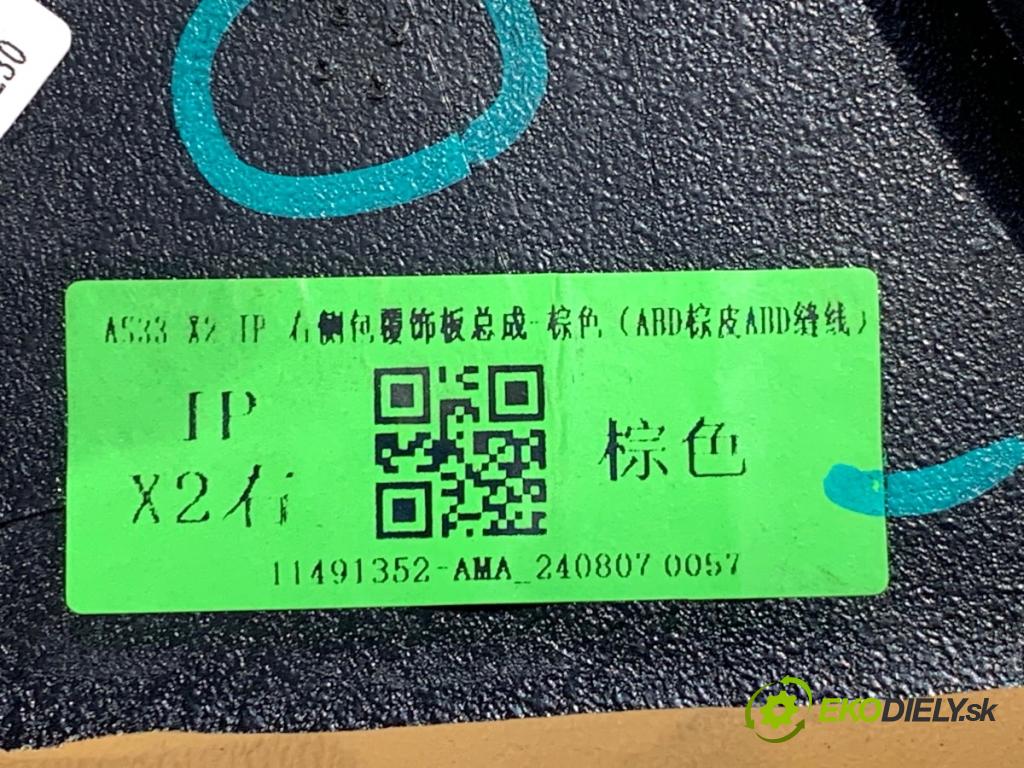 230
AS33 X2 IP 右侧包覆饰板总成-棕色（ABD棕皮ABD缝线）
IP
X2右
棕色
11491352-AMA_240807 0057
EKODIELY.sk